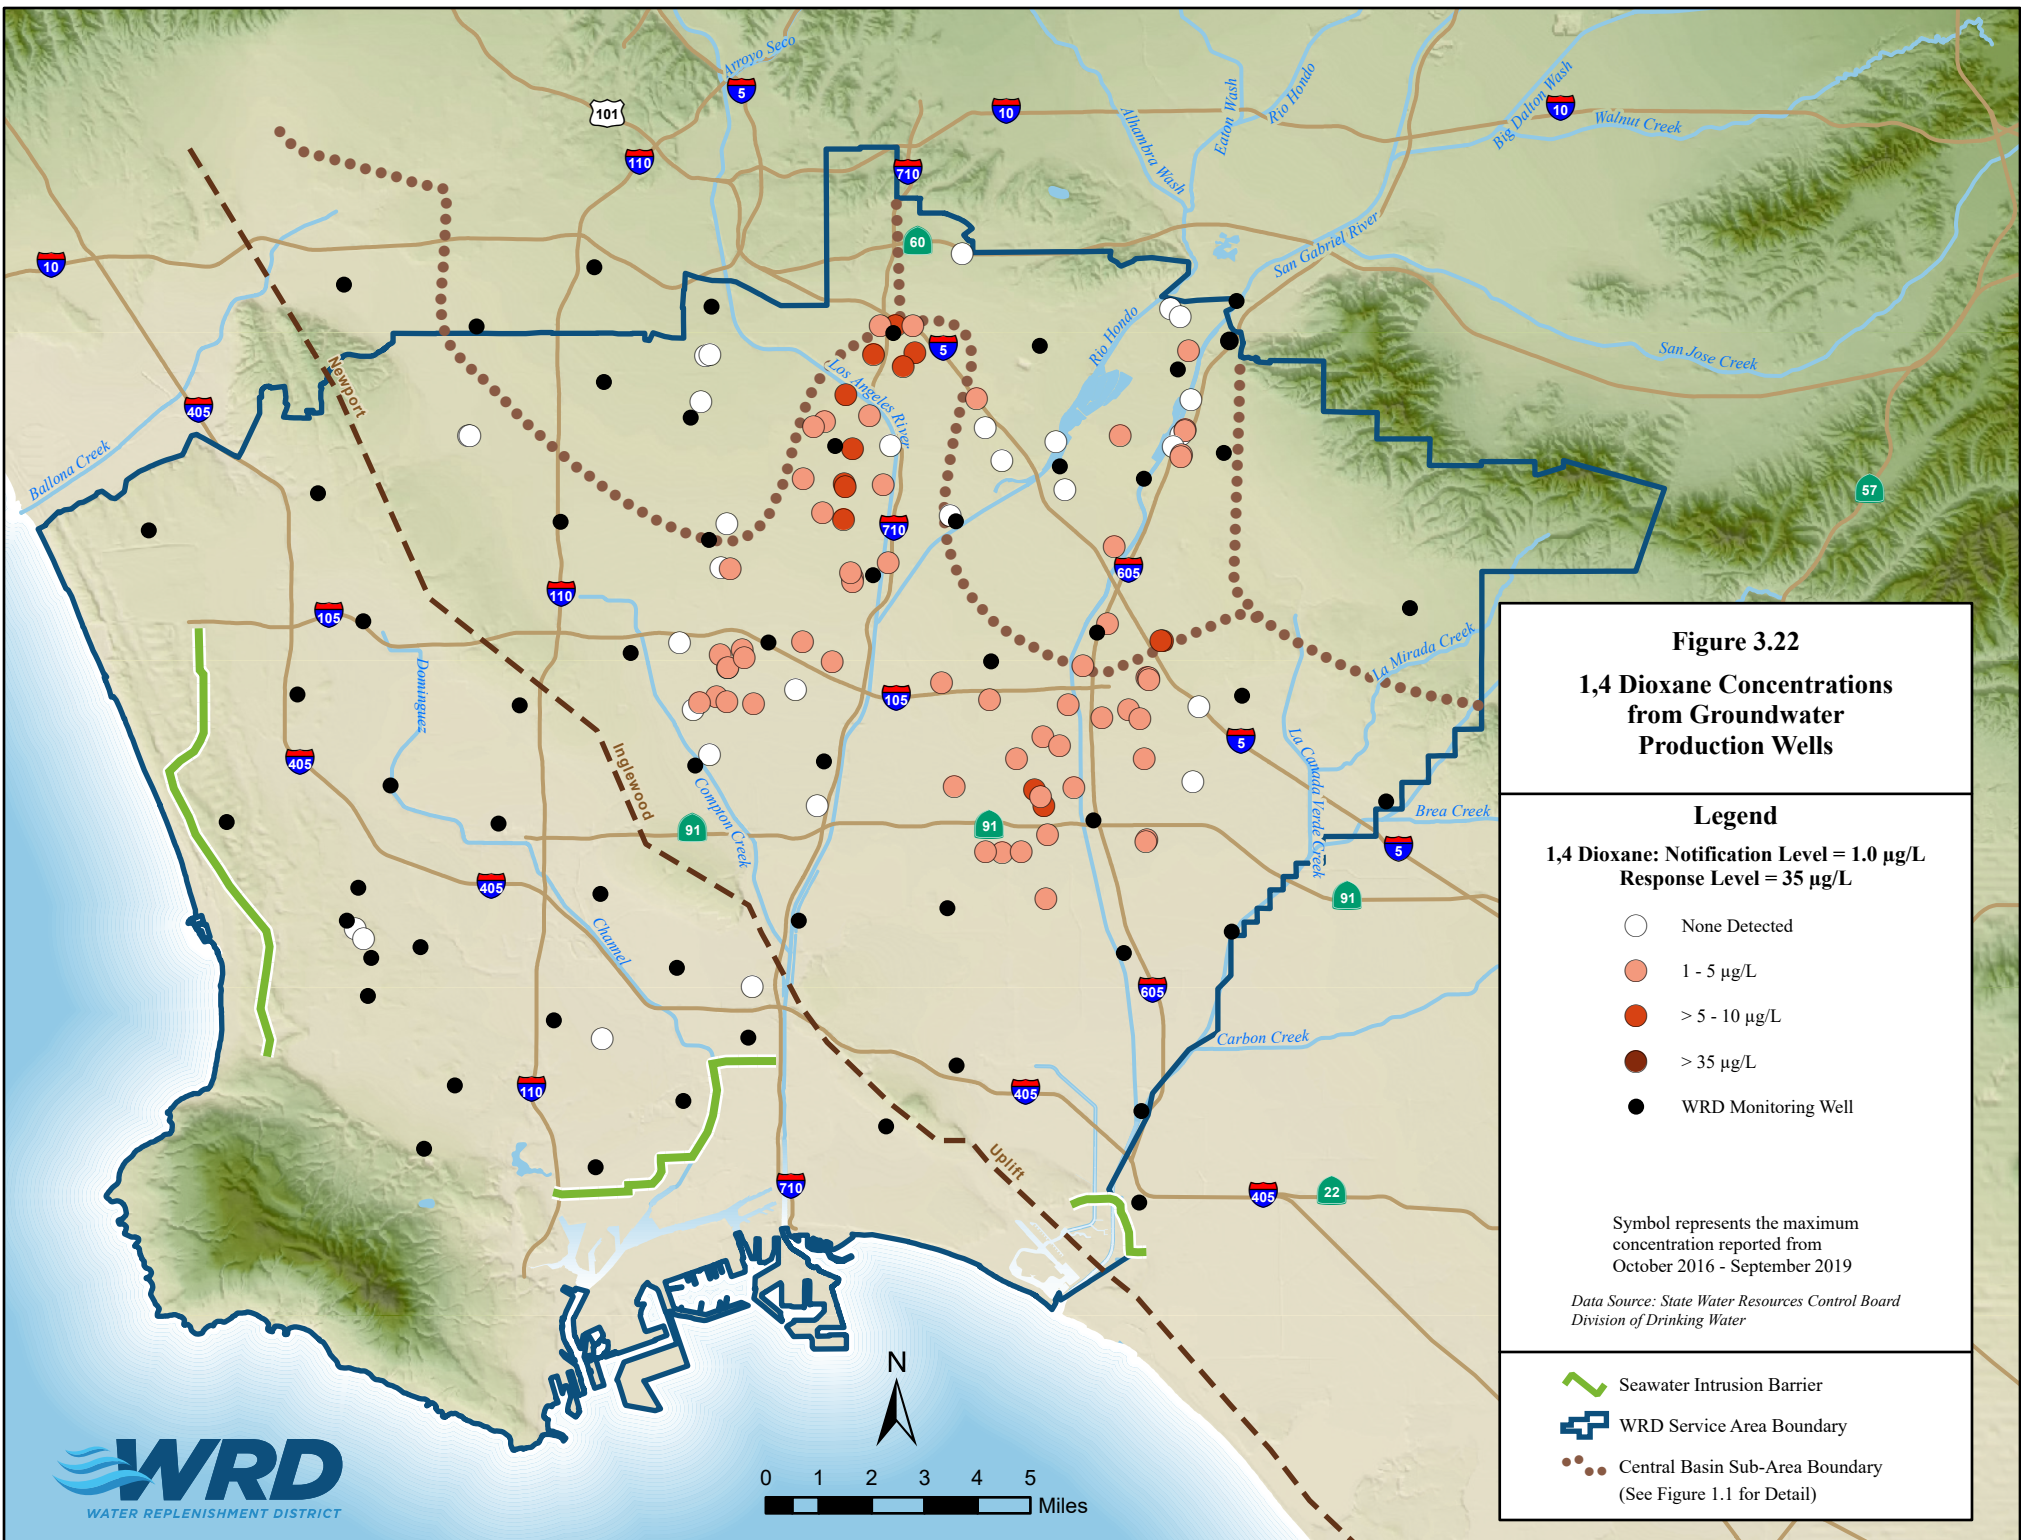 Arroyo Seco
5
101
10
10
Eaton Wash
Rio Hondo
Big Dalton Wash
Walnut Creek
Alhambra Wash
110
710
60
San Gabriel River
10
Rio Hondo
5
San Jose Creek
Newport
Los Angeles River
405
Ballona Creek
57
710
605
110
105
La Mirada Creek
Dominguez
105
5
La Canada Verde Creek
405
Inglewood
Compton Creek
91
91
Brea Creek
5
405
91
Channel
605
Carbon Creek
110
405
Uplift
710
405
22
Figure 3.22
1,4 Dioxane Concentrations
from Groundwater
Production Wells
Legend
1,4 Dioxane: Notification Level = 1.0 µg/L
Response Level = 35 µg/L
None Detected
1 - 5 µg/L
> 5 - 10 µg/L
> 35 µg/L
WRD Monitoring Well
Symbol represents the maximum
concentration reported from
October 2016 - September 2019
Data Source: State Water Resources Control Board
Division of Drinking Water
Seawater Intrusion Barrier
WRD Service Area Boundary
Central Basin Sub-Area Boundary
(See Figure 1.1 for Detail)
N
0 1 2 3 4 5
Miles
WRD
WATER REPLENISHMENT DISTRICT